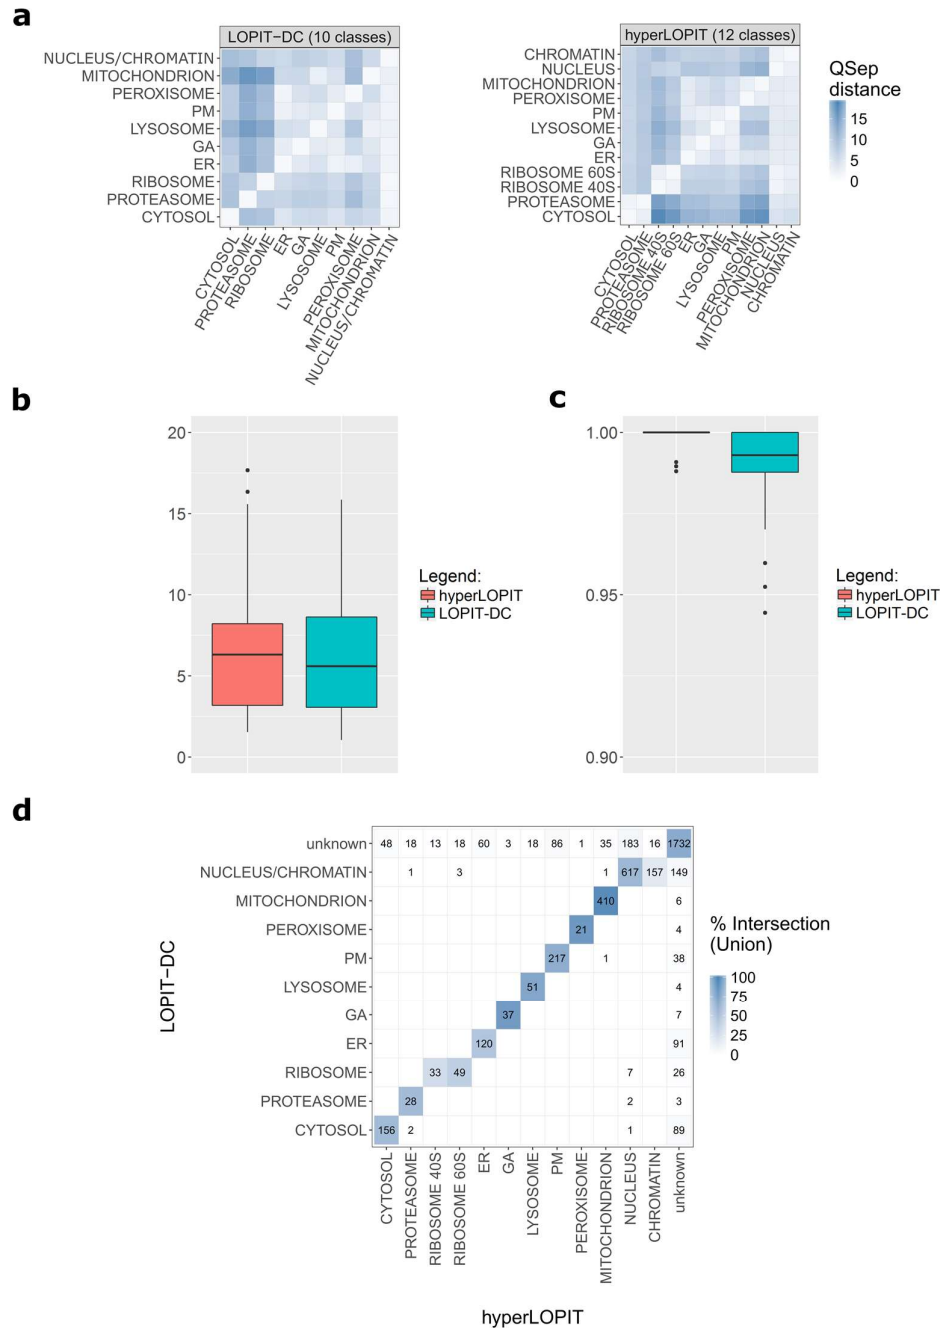 a
LOPIT−DC (10 classes)
NUCLEUS/CHROMATIN
MITOCHONDRION
PEROXISOME
PM
LYSOSOME
GA
ER
RIBOSOME
PROTEASOME
CYTOSOL
CYTOSOL
PROTEASOME
RIBOSOME
ER
GA
LYSOSOME
PM
PEROXISOME
MITOCHONDRION
NUCLEUS/CHROMATIN
hyperLOPIT (12 classes)
CHROMATIN
NUCLEUS
MITOCHONDRION
PEROXISOME
PM
LYSOSOME
GA
ER
RIBOSOME 60S
RIBOSOME 40S
PROTEASOME
CYTOSOL
CYTOSOL
PROTEASOME
RIBOSOME 40S
RIBOSOME 60S
ER
GA
LYSOSOME
PM
PEROXISOME
MITOCHONDRION
NUCLEUS
CHROMATIN
QSep
distance
15
10
5
0
b
20
15
10
5
0
Legend:
hyperLOPIT
LOPIT-DC
c
1.00
0.95
0.90
Legend:
hyperLOPIT
LOPIT-DC
d
LOPIT−DC
unknown 48 18 13 18 60 3 18 86 1 35 183 16 1732
NUCLEUS/CHROMATIN 1 3 1 617 157 149
MITOCHONDRION 410 6
PEROXISOME 21 4
PM 217 1 38
LYSOSOME 51 4
GA 37 7
ER 120 91
RIBOSOME 33 49 7 26
PROTEASOME 28 2 3
CYTOSOL 156 2 1 89
CYTOSOL
PROTEASOME
RIBOSOME 40S
RIBOSOME 60S
ER
GA
LYSOSOME
PM
PEROXISOME
MITOCHONDRION
NUCLEUS
CHROMATIN
unknown
hyperLOPIT
% Intersection
(Union)
100
75
50
25
0